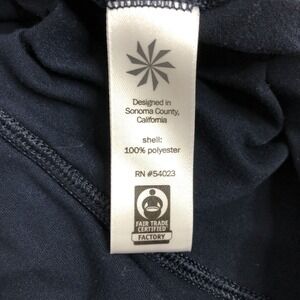 Designed in
Sonoma County,
California
shell:
100% polyester
RN #54023
FAIR TRADE
CERTIFIED
FACTORY